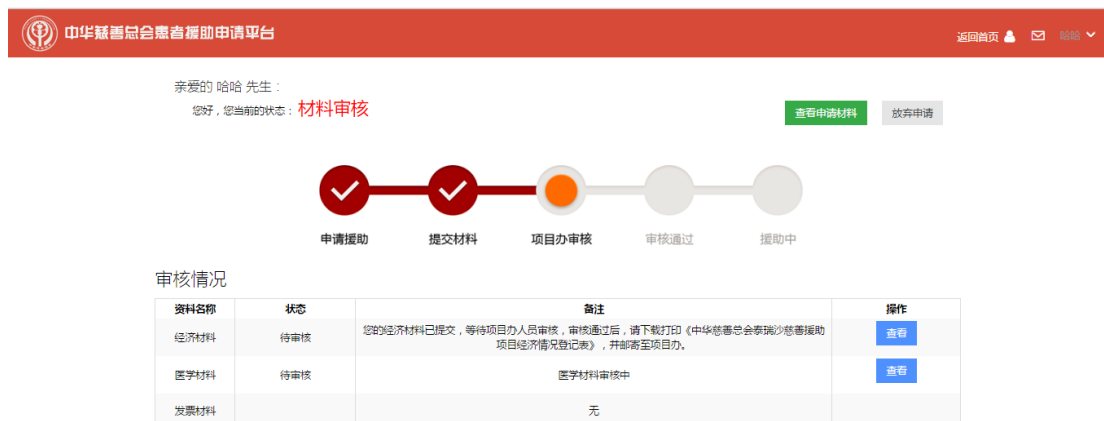 中华慈善总会患者援助申请平台
返回首页 哈哈
亲爱的 哈哈 先生：
您好，您当前的状态：材料审核
查看申请材料 放弃申请
申请援助 提交材料 项目办审核 审核通过 援助中
审核情况
资料名称 状态 备注 操作
经济材料 待审核 您的经济材料已提交，等待项目办人员审核，审核通过后，请下载打印《中华慈善总会泰瑞沙慈善援助
项目经济情况登记表》，并邮寄至项目办。 查看
医学材料 待审核 医学材料审核中 查看
发票材料 无